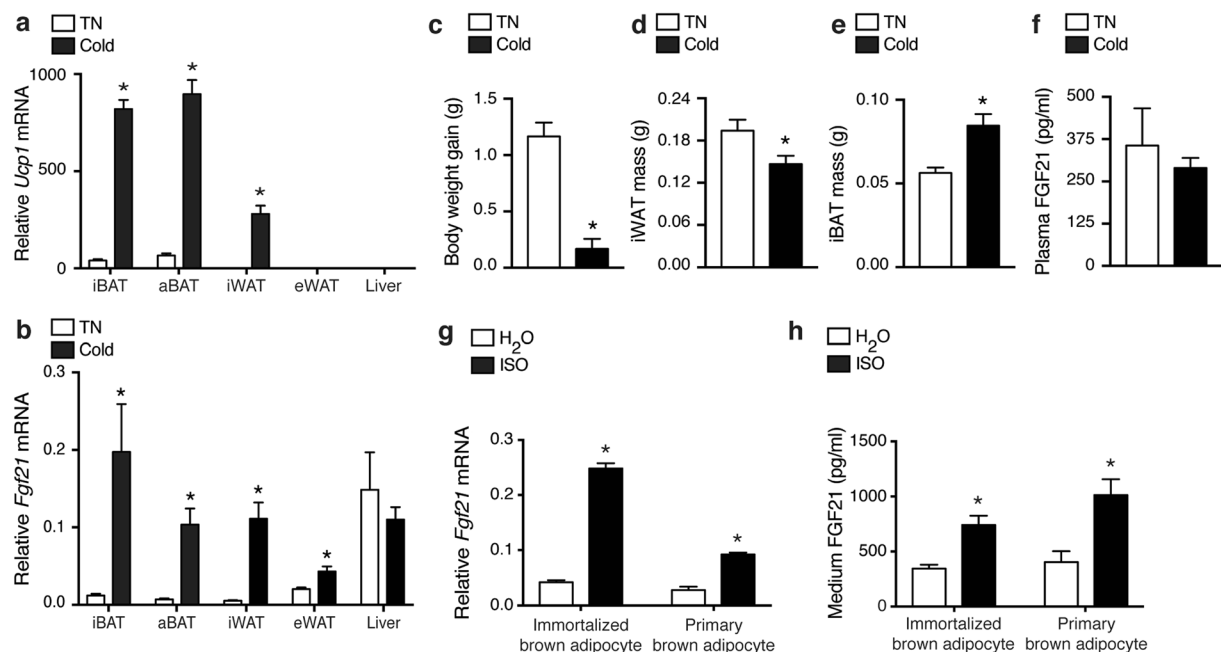 a
TN
Cold
Relative Ucp1 mRNA
1000
500
0
iBAT aBAT iWAT eWAT Liver
* * *
b
TN
Cold
Relative Fgf21 mRNA
0.3
0.2
0.1
0.0
iBAT aBAT iWAT eWAT Liver
* * * *
c
TN
Cold
Body weight gain (g)
1.5
1.0
0.5
0.0
*
d
TN
Cold
iWAT mass (g)
0.24
0.18
0.12
0.06
0.00
*
e
TN
Cold
iBAT mass (g)
0.10
0.05
0.00
*
f
TN
Cold
Plasma FGF21 (pg/ml)
500
375
250
125
0
g
H2O
ISO
Relative Fgf21 mRNA
0.3
0.2
0.1
0.0
* *
Immortalized Primary
brown adipocyte brown adipocyte
h
H2O
ISO
Medium FGF21 (pg/ml)
1500
1000
500
0
* *
Immortalized Primary
brown adipocyte brown adipocyte